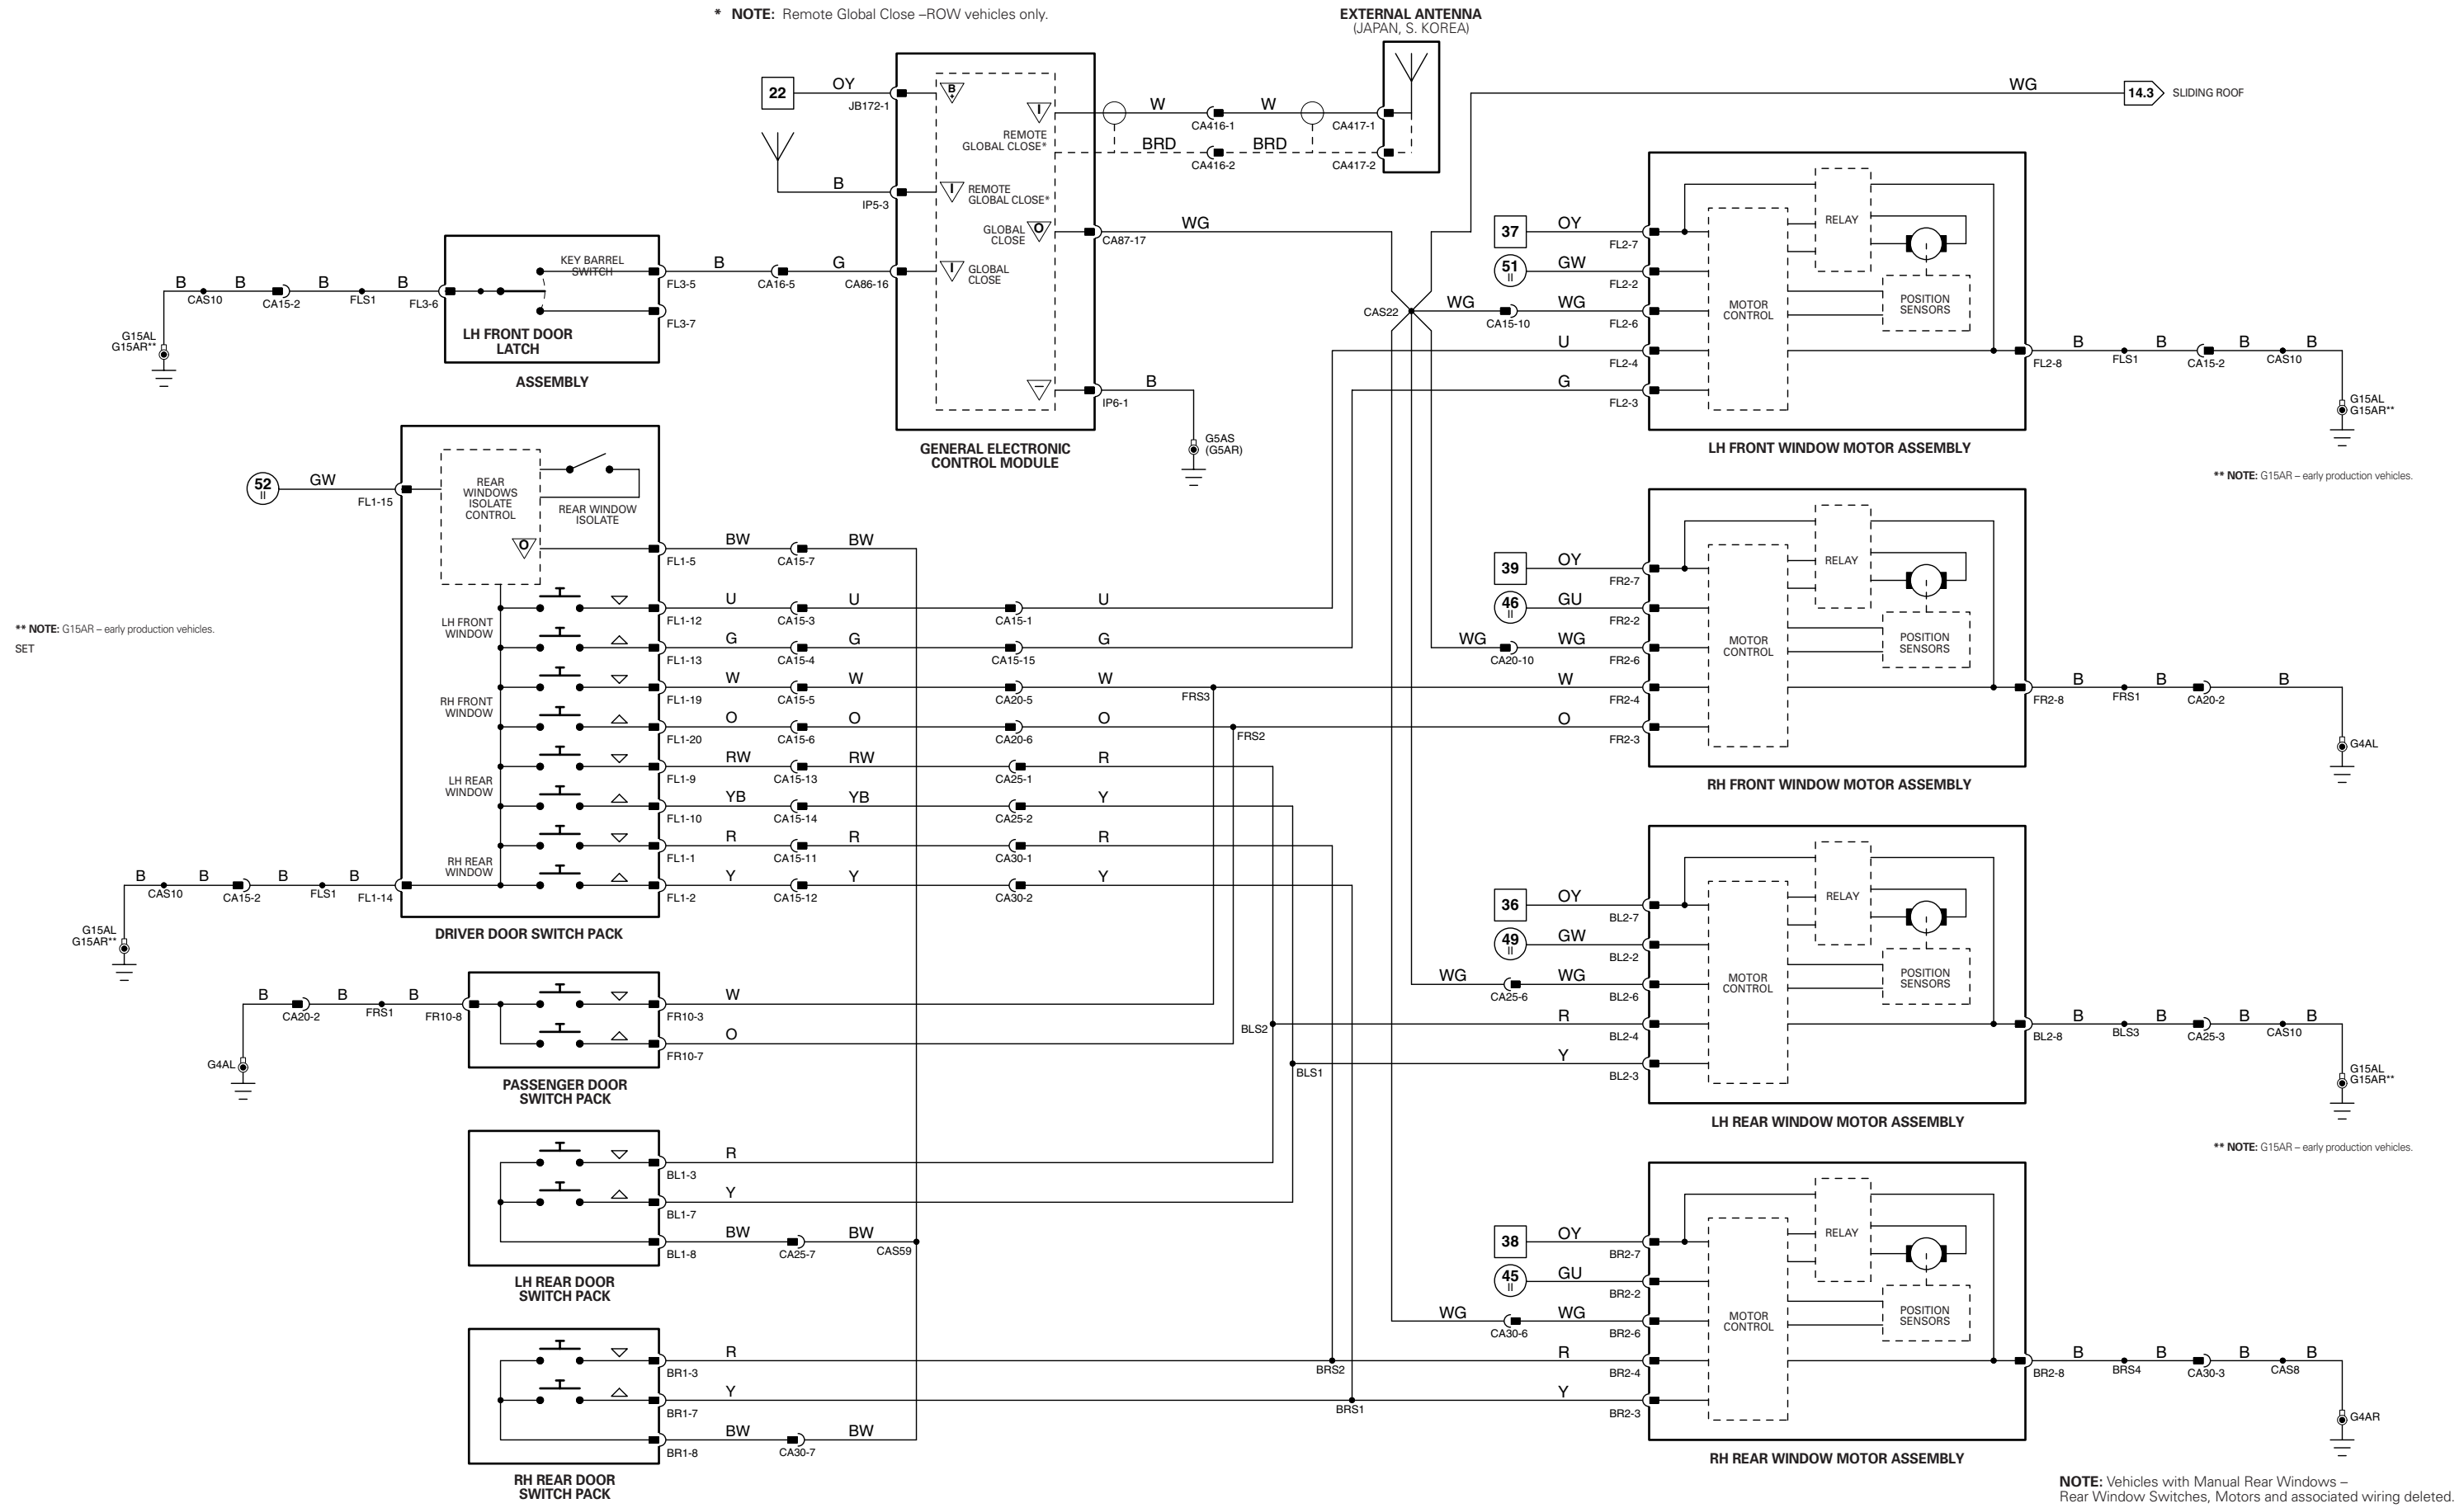 * NOTE: Remote Global Close –ROW vehicles only.
EXTERNAL ANTENNA
(JAPAN, S. KOREA)
22
OY
JB172-1
B+
I
REMOTE
GLOBAL CLOSE*
W
CA416-1
W
CA417-1
BRD
CA416-2
BRD
CA417-2
WG
14.3
SLIDING ROOF
B
IP5-3
I
REMOTE
GLOBAL CLOSE*
GLOBAL
CLOSE
O
CA87-17
WG
B
CAS10
B
CA15-2
B
FLS1
B
FL3-6
KEY BARREL
SWITCH
FL3-5
B
CA16-5
G
CA86-16
I
GLOBAL
CLOSE
FL3-7
LH FRONT DOOR
LATCH
ASSEMBLY
G15AL
G15AR**
–
IP6-1
B
G5AS
(G5AR)
GENERAL ELECTRONIC
CONTROL MODULE
CAS22
37
OY
FL2-7
51
II
GW
FL2-2
WG
CA15-10
WG
FL2-6
U
FL2-4
G
FL2-3
MOTOR
CONTROL
RELAY
POSITION
SENSORS
FL2-8
B
FLS1
B
CA15-2
B
CAS10
B
G15AL
G15AR**
LH FRONT WINDOW MOTOR ASSEMBLY
** NOTE: G15AR – early production vehicles.
52
II
GW
FL1-15
REAR
WINDOWS
ISOLATE
CONTROL
REAR WINDOW
ISOLATE
O
FL1-5
BW
CA15-7
BW
LH FRONT
WINDOW
FL1-12
U
CA15-3
U
CA15-1
U
FL1-13
G
CA15-4
G
CA15-15
G
RH FRONT
WINDOW
FL1-19
W
CA15-5
W
CA20-5
W
FRS3
FL1-20
O
CA15-6
O
CA20-6
O
FRS2
LH REAR
WINDOW
FL1-9
RW
CA15-13
RW
CA25-1
R
FL1-10
YB
CA15-14
YB
CA25-2
Y
RH REAR
WINDOW
FL1-1
R
CA15-11
R
CA30-1
R
FL1-2
Y
CA15-12
Y
CA30-2
Y
** NOTE: G15AR – early production vehicles.
SET
B
CAS10
B
CA15-2
B
FLS1
B
FL1-14
G15AL
G15AR**
DRIVER DOOR SWITCH PACK
39
OY
FR2-7
46
II
GU
FR2-2
WG
CA20-10
WG
FR2-6
W
FR2-4
O
FR2-3
MOTOR
CONTROL
RELAY
POSITION
SENSORS
FR2-8
B
FRS1
B
CA20-2
B
G4AL
RH FRONT WINDOW MOTOR ASSEMBLY
B
CA20-2
B
FRS1
B
FR10-8
FR10-3
W
FR10-7
O
G4AL
PASSENGER DOOR
SWITCH PACK
36
OY
BL2-7
49
II
GW
BL2-2
WG
CA25-6
WG
BL2-6
BLS2
R
BL2-4
BLS1
Y
BL2-3
MOTOR
CONTROL
RELAY
POSITION
SENSORS
BL2-8
B
BLS3
B
CA25-3
B
CAS10
B
G15AL
G15AR**
LH REAR WINDOW MOTOR ASSEMBLY
** NOTE: G15AR – early production vehicles.
BL1-3
R
BL1-7
Y
BL1-8
BW
CA25-7
BW
CAS59
LH REAR DOOR
SWITCH PACK
38
OY
BR2-7
45
II
GU
BR2-2
WG
CA30-6
WG
BR2-6
R
BR2-4
Y
BR2-3
MOTOR
CONTROL
RELAY
POSITION
SENSORS
BR2-8
B
BRS4
B
CA30-3
B
CAS8
B
G4AR
RH REAR WINDOW MOTOR ASSEMBLY
BR1-3
R
BRS2
BR1-7
Y
BRS1
BR1-8
BW
CA30-7
BW
RH REAR DOOR
SWITCH PACK
NOTE: Vehicles with Manual Rear Windows –
Rear Window Switches, Motors and associated wiring deleted.